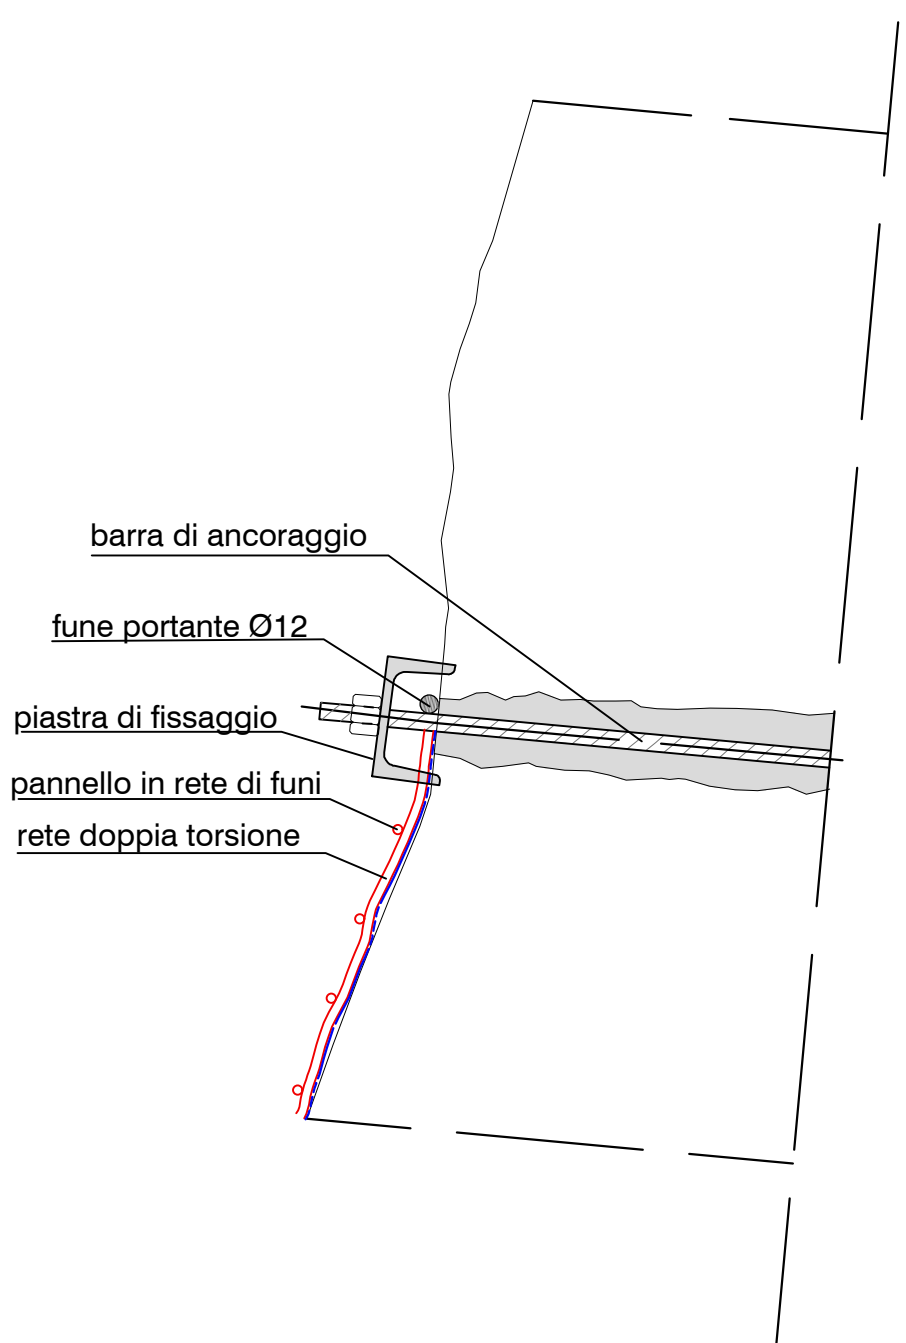 barra di ancoraggio
fune portante Ø12
piastra di fissaggio
pannello in rete di funi
rete doppia torsione